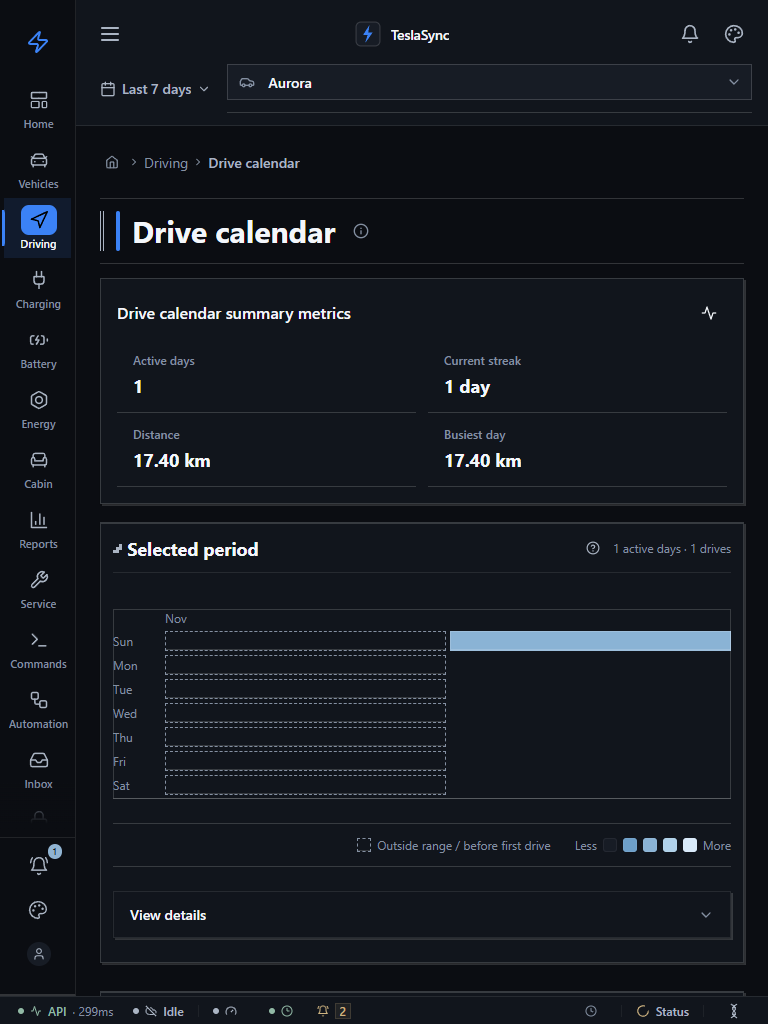 TeslaSync
Last 7 days
Aurora
Home
Vehicles
Driving
Charging
Battery
Energy
Cabin
Reports
Service
Commands
Automation
Inbox
1
Driving
Drive calendar
Drive calendar
Drive calendar summary metrics
Active days
1
Current streak
1 day
Distance
17.40 km
Busiest day
17.40 km
Selected period
1 active days · 1 drives
Nov
Sun
Mon
Tue
Wed
Thu
Fri
Sat
Outside range / before first drive
Less
More
View details
API · 299ms
Idle
2
Status